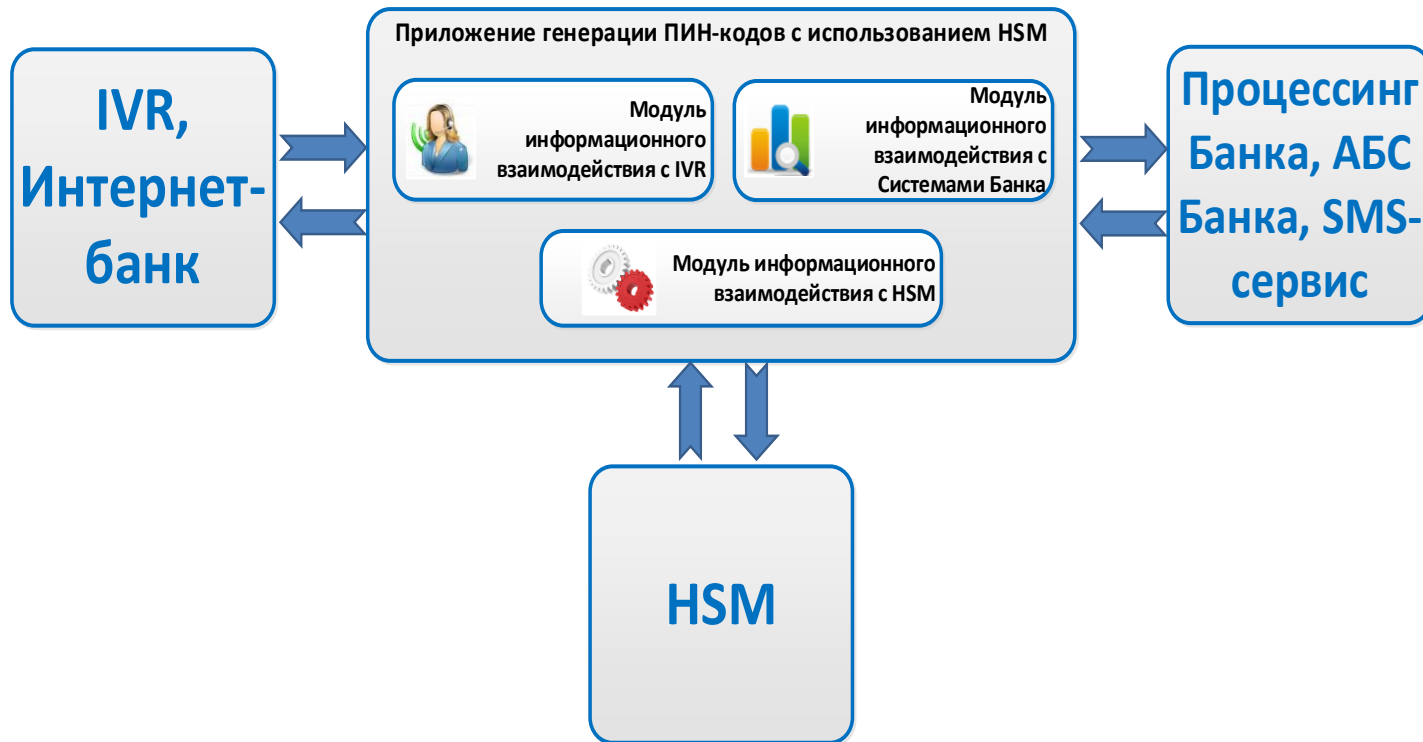 Приложение генерации ПИН-кодов с использованием HSM
IVR,
Интернет-
банк
Модуль
информационного
взаимодействия с IVR
Модуль
информационного
взаимодействия с
Системами Банка
Модуль информационного
взаимодействия с HSM
Процессинг
Банка, АБС
Банка, SMS-
сервис
HSM